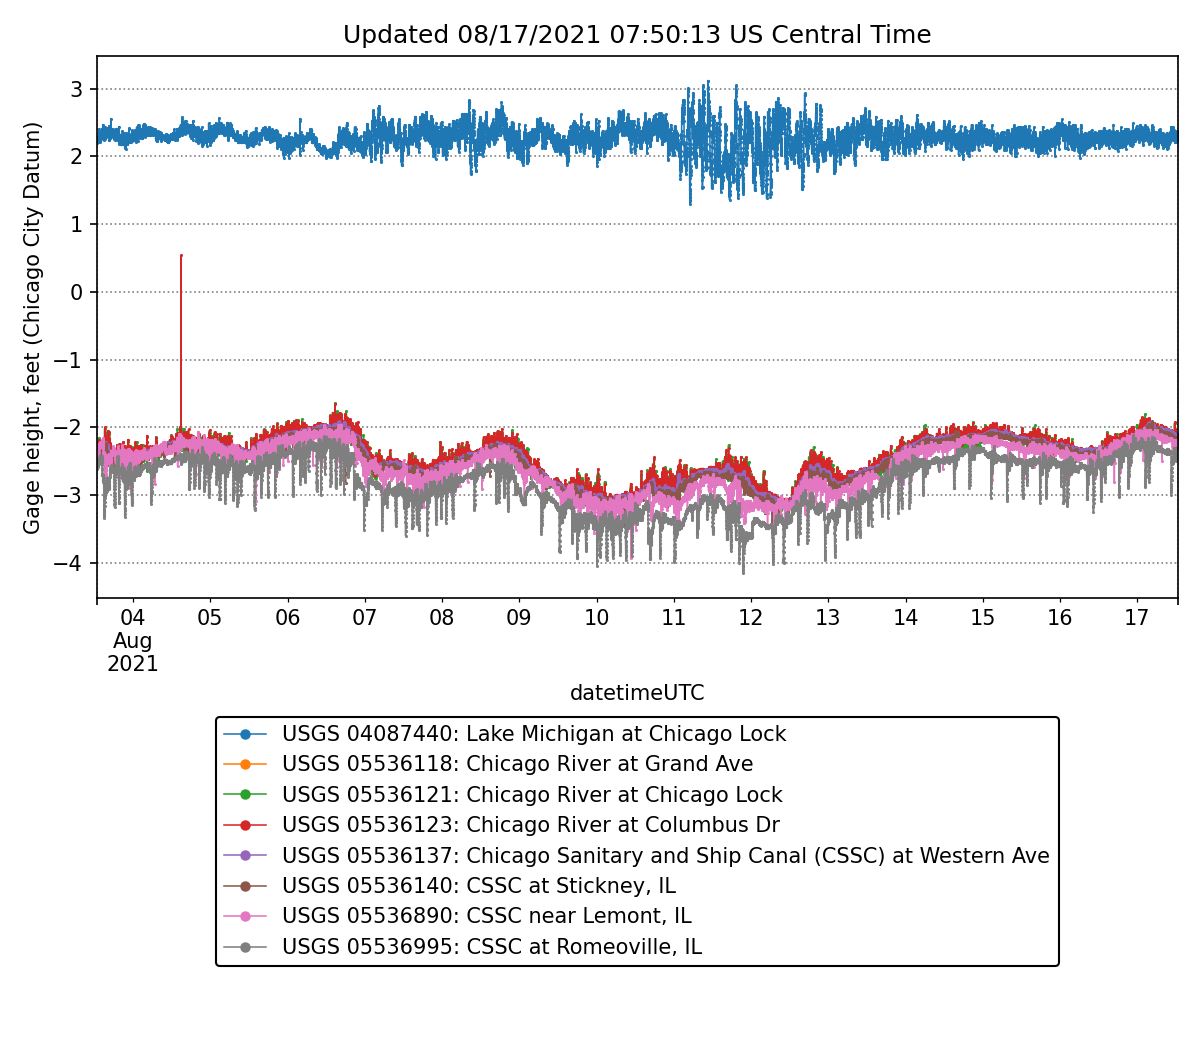 Updated 08/17/2021 07:50:13 US Central Time
Gage height, feet (Chicago City Datum)
3
2
1
0
−1
−2
−3
−4
04 05 06 07 08 09 10 11 12 13 14 15 16 17
Aug
2021
datetimeUTC
USGS 04087440: Lake Michigan at Chicago Lock
USGS 05536118: Chicago River at Grand Ave
USGS 05536121: Chicago River at Chicago Lock
USGS 05536123: Chicago River at Columbus Dr
USGS 05536137: Chicago Sanitary and Ship Canal (CSSC) at Western Ave
USGS 05536140: CSSC at Stickney, IL
USGS 05536890: CSSC near Lemont, IL
USGS 05536995: CSSC at Romeoville, IL